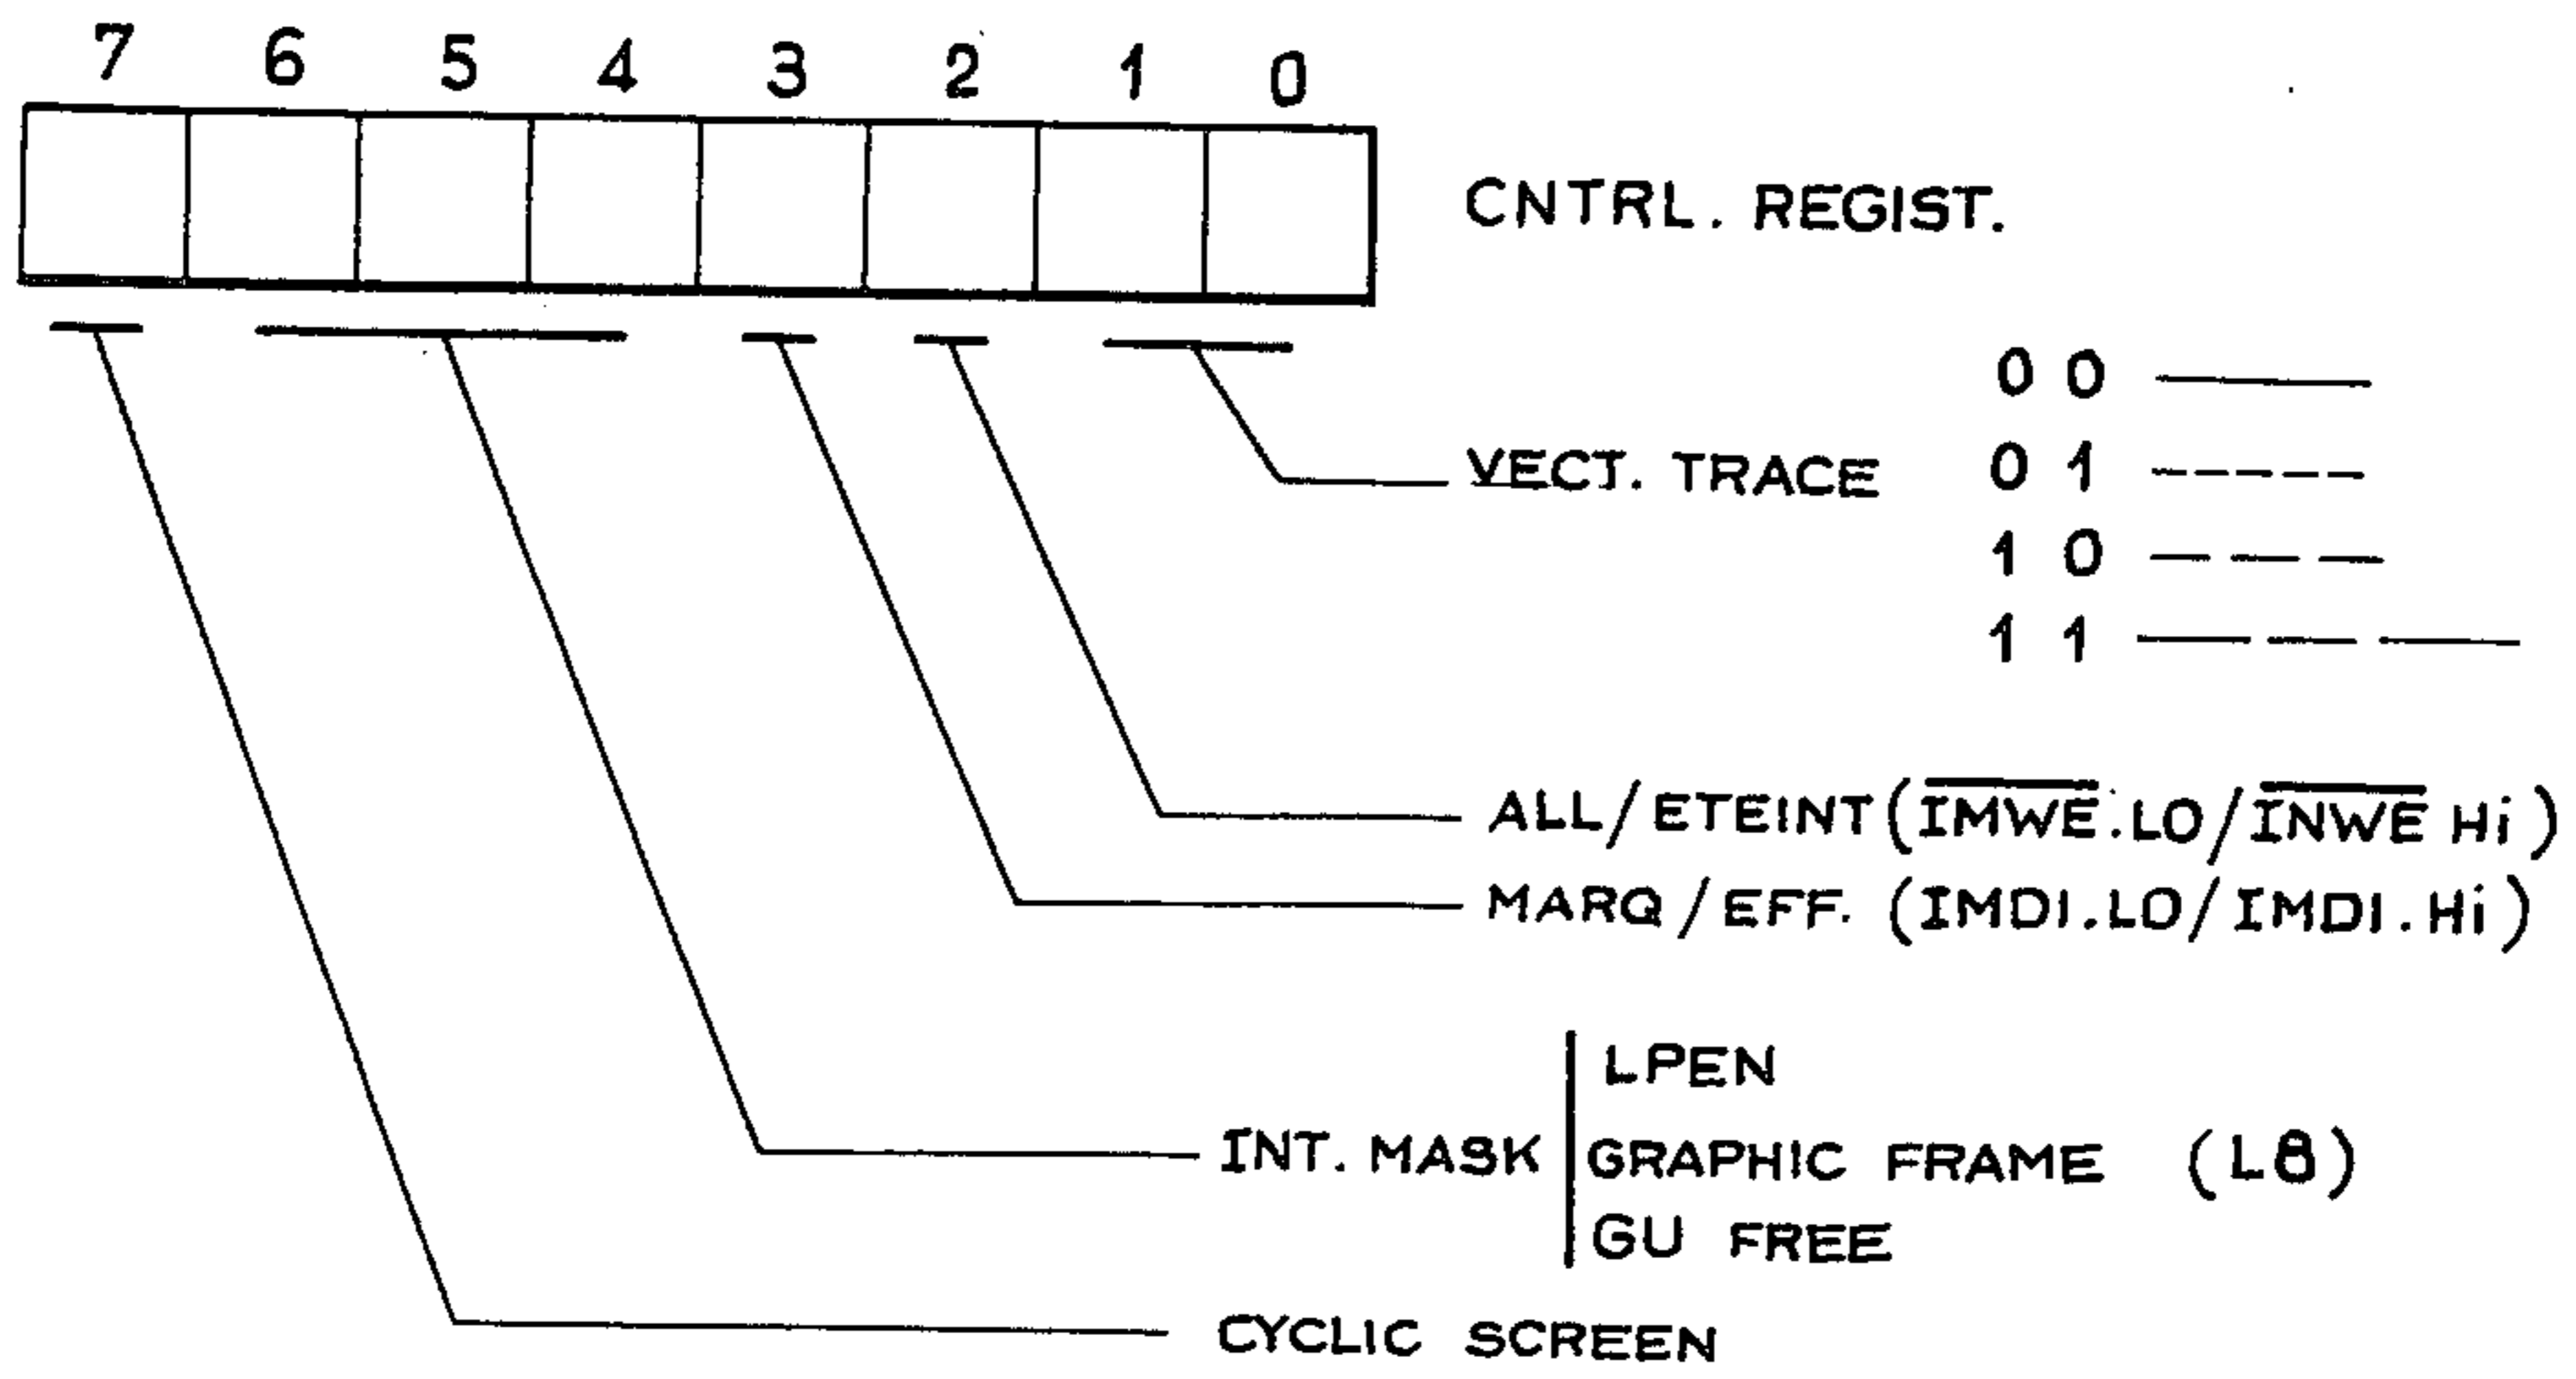 7 6 5 4 3 2 1 0
CNTRL. REGIST.
0 0
VECT. TRACE 0 1
1 0
1 1
ALL/ETEINT (I̅M̅W̅E̅.LO/I̅N̅W̅E̅ Hi)
MARQ/EFF. (IMDI.LO/IMDI.Hi)
LPEN
INT. MASK GRAPHIC FRAME (L8)
GU FREE
CYCLIC SCREEN